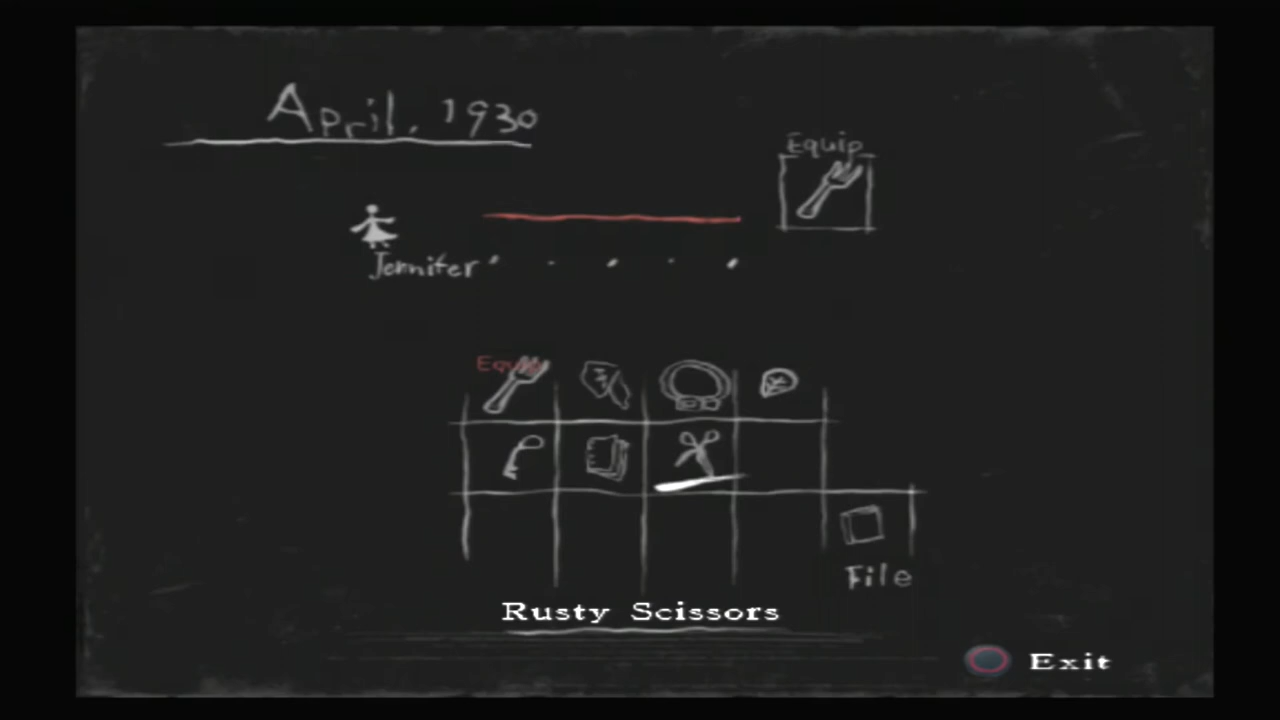 April, 1930
Equip
Jennifer
Equip
File
Rusty Scissors
Exit